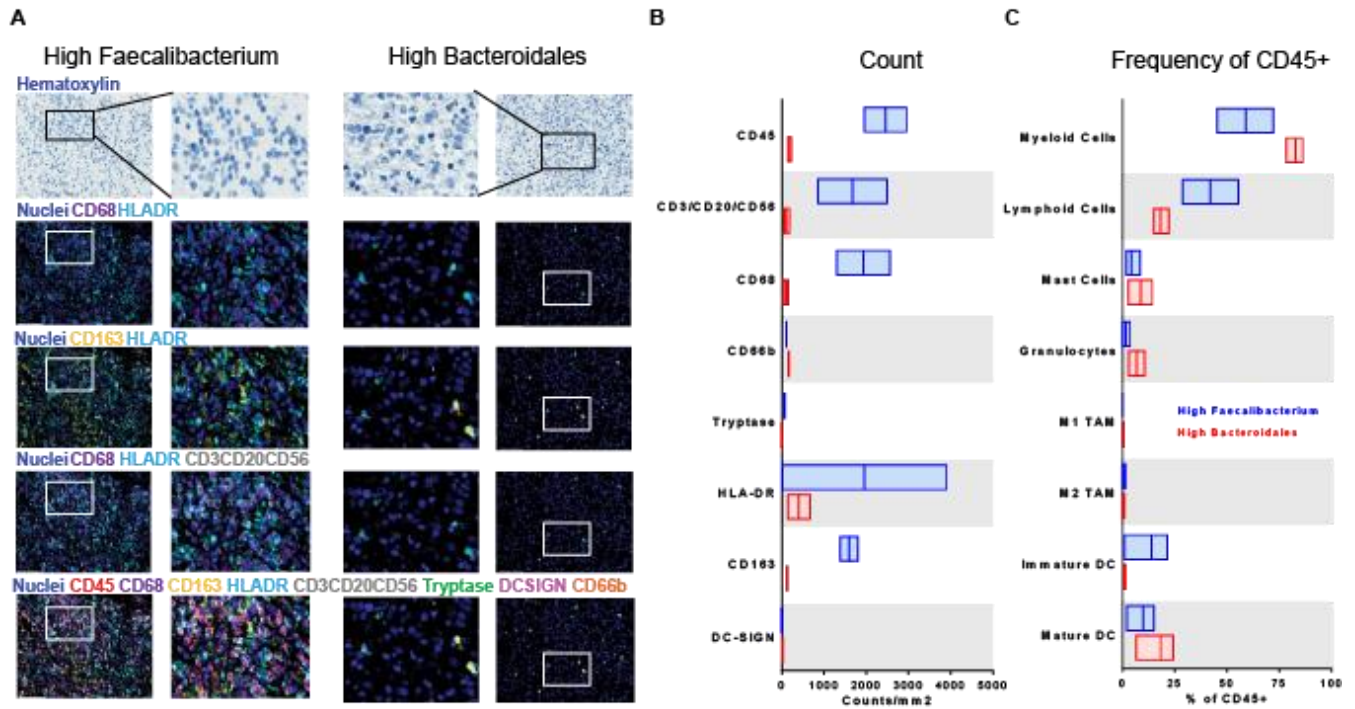 A
High Faecalibacterium
High Bacteroidales
Hematoxylin
Nuclei CD68 HLADR
Nuclei CD163 HLADR
Nuclei CD68 HLADR CD3CD20CD56
Nuclei CD45 CD68 CD163 HLADR CD3CD20CD56 Tryptase DCSIGN CD66b
B
Count
CD45
CD3/CD20/CD56
CD68
CD66b
Tryptase
HLA-DR
CD163
DC-SIGN
0 1000 2000 3000 4000 5000
Counts/mm2
C
Frequency of CD45+
Myeloid Cells
Lymphoid Cells
Mast Cells
Granulocytes
M1 TAM
M2 TAM
Immature DC
Mature DC
High Faecalibacterium
High Bacteroidales
0 25 50 75 100
% of CD45+